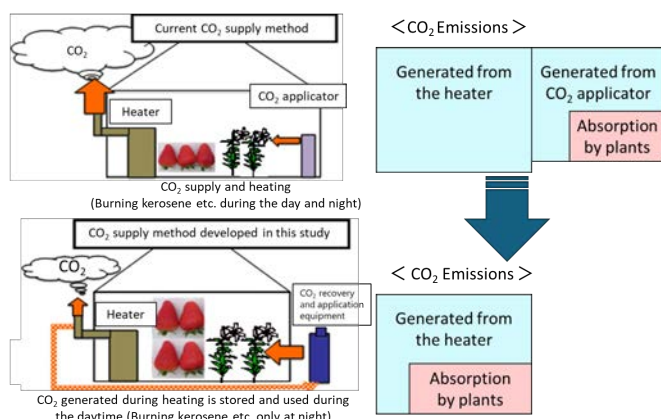 Current CO₂ supply method
CO₂
CO₂ applicator
Heater
CO₂ supply and heating
(Burning kerosene etc. during the day and night)
＜CO₂ Emissions＞
Generated from
the heater
Generated from
CO₂ applicator
Absorption
by plants
CO₂ supply method developed in this study
CO₂
CO₂ recovery
and application
equipment
Heater
CO₂ generated during heating is stored and used during
the daytime (Burning kerosene etc. only at night)
＜ CO₂ Emissions ＞
Generated from
the heater
Absorption
by plants